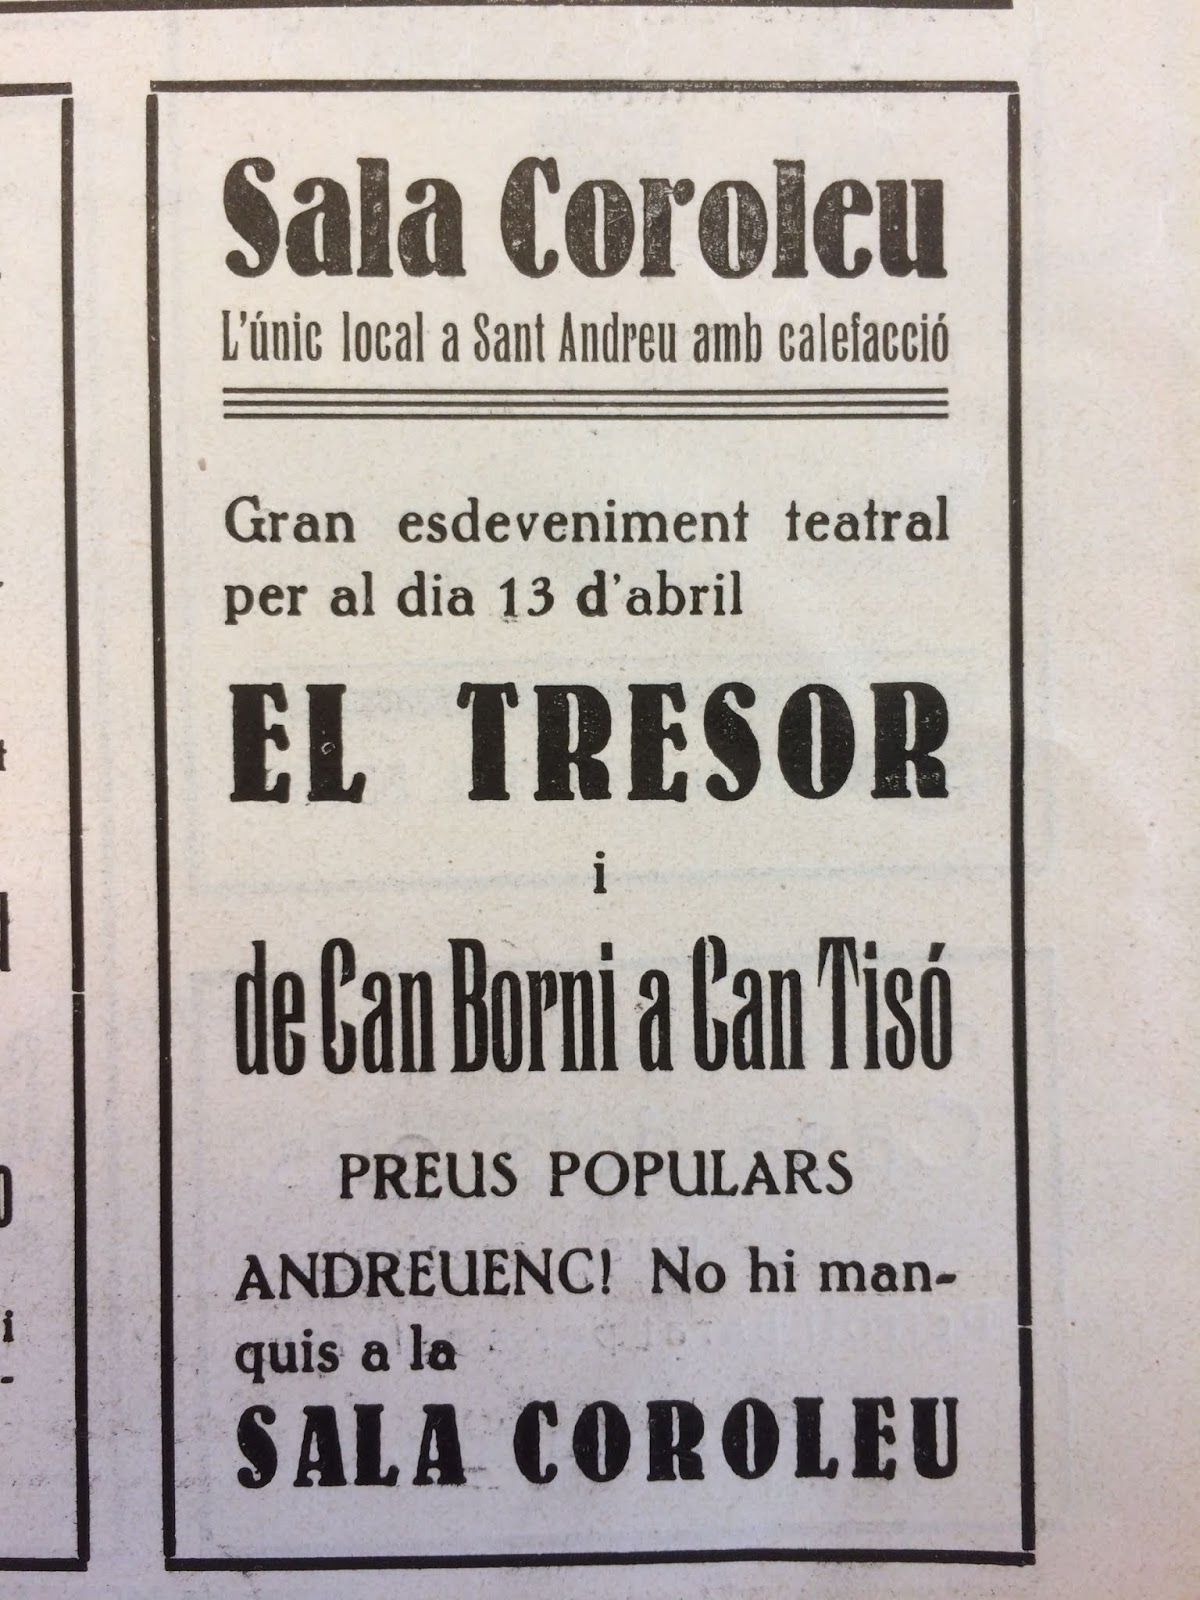 Sala Coroleu
L'únic local a Sant Andreu amb calefacció
Gran esdeveniment teatral
per al dia 13 d'abril
EL TRESOR
i
de Can Borni a Can Tisó
PREUS POPULARS
ANDREUENC! No hi man-
quis a la
SALA COROLEU